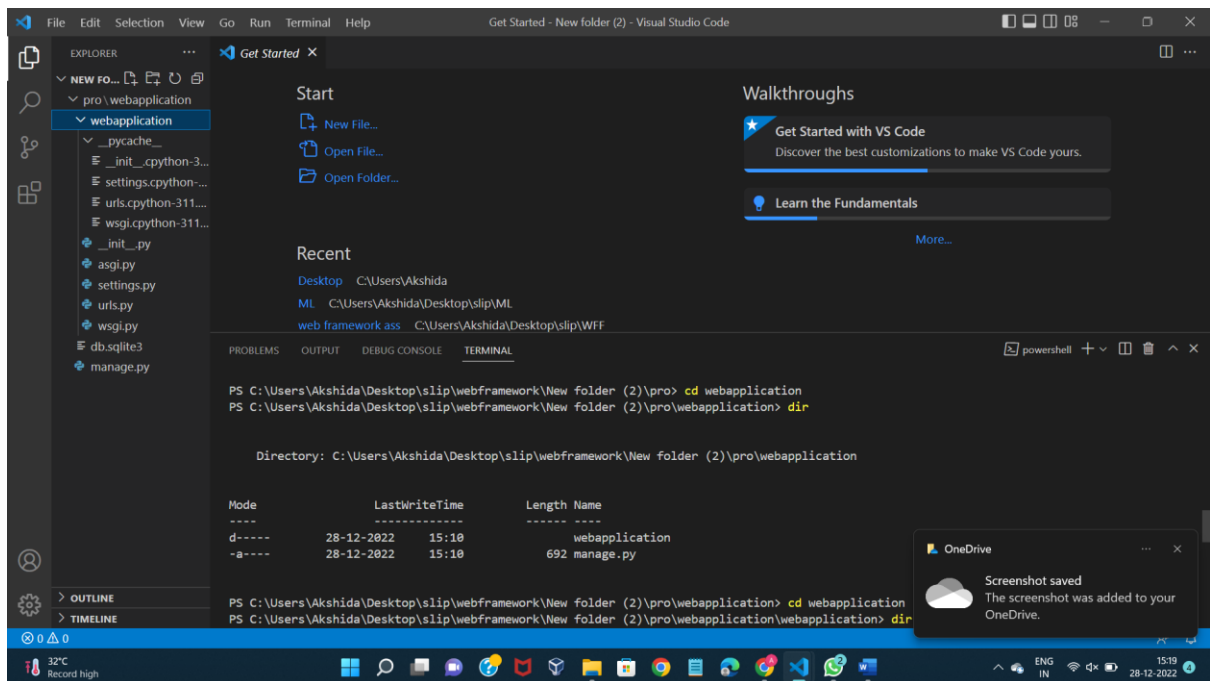 File Edit Selection View Go Run Terminal Help Get Started - New folder (2) - Visual Studio Code
EXPLORER ··· Get Started
NEW FO...
pro\webapplication
webapplication
__pycache__
__init__.cpython-3...
settings.cpython-...
urls.cpython-311....
wsgi.cpython-311...
__init__.py
asgi.py
settings.py
urls.py
wsgi.py
db.sqlite3
manage.py
OUTLINE
TIMELINE
Start
New File...
Open File...
Open Folder...
Recent
Desktop C:\Users\Akshida
ML C:\Users\Akshida\Desktop\slip\ML
web framework ass C:\Users\Akshida\Desktop\slip\WFF
Walkthroughs
Get Started with VS Code
Discover the best customizations to make VS Code yours.
Learn the Fundamentals
More...
PROBLEMS OUTPUT DEBUG CONSOLE TERMINAL powershell
PS C:\Users\Akshida\Desktop\slip\webframework\New folder (2)\pro> cd webapplication
PS C:\Users\Akshida\Desktop\slip\webframework\New folder (2)\pro\webapplication> dir
Directory: C:\Users\Akshida\Desktop\slip\webframework\New folder (2)\pro\webapplication
Mode LastWriteTime Length Name
---- ------------- ------ ----
d----- 28-12-2022 15:10 webapplication
-a---- 28-12-2022 15:10 692 manage.py
PS C:\Users\Akshida\Desktop\slip\webframework\New folder (2)\pro\webapplication> cd webapplication
PS C:\Users\Akshida\Desktop\slip\webframework\New folder (2)\pro\webapplication\webapplication> dir
OneDrive
Screenshot saved
The screenshot was added to your
OneDrive.
0 0
32°C
Record high
2 2
ENG
IN
15:19
28-12-2022
4